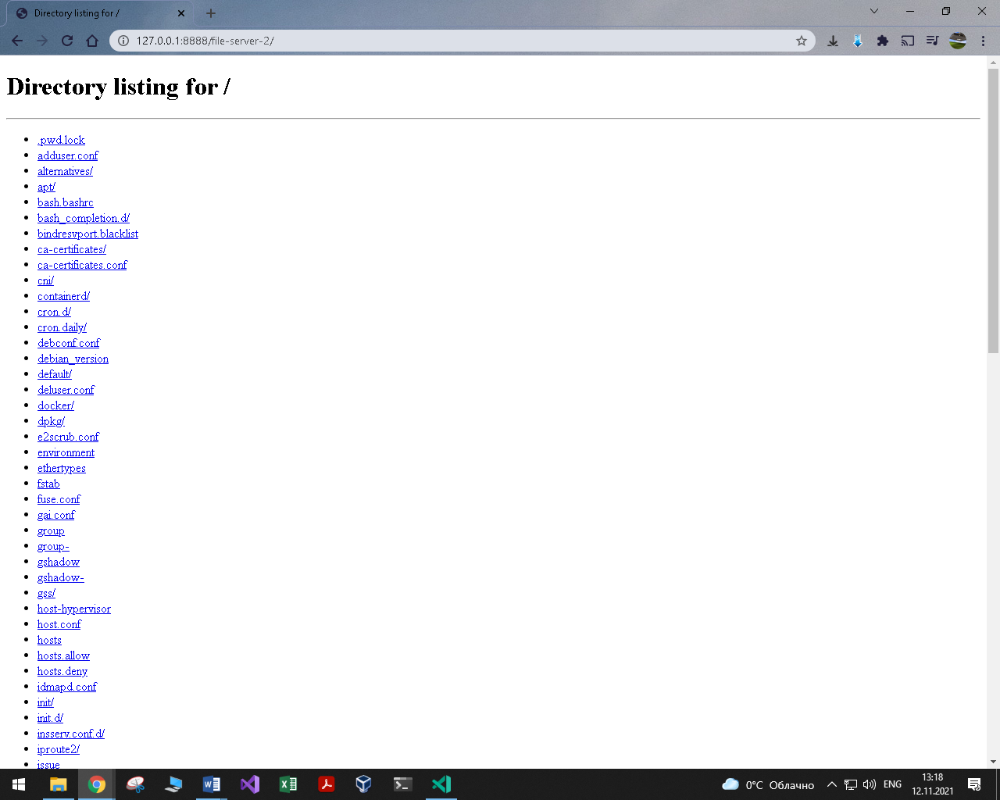 Directory listing for /
127.0.0.1:8888/file-server-2/
Directory listing for /
.pwd.lock
adduser.conf
alternatives/
apt/
bash.bashrc
bash_completion.d/
bindresvport.blacklist
ca-certificates/
ca-certificates.conf
cni/
containerd/
cron.d/
cron.daily/
debconf.conf
debian_version
default/
deluser.conf
docker/
dpkg/
e2scrub.conf
environment
ethertypes
fstab
fuse.conf
gai.conf
group
group-
gshadow
gshadow-
gss/
host-hypervisor
host.conf
hosts
hosts.allow
hosts.deny
idmapd.conf
init/
init.d/
insserv.conf.d/
iproute2/
issue
0°C Облачно
ENG
13:18
12.11.2021